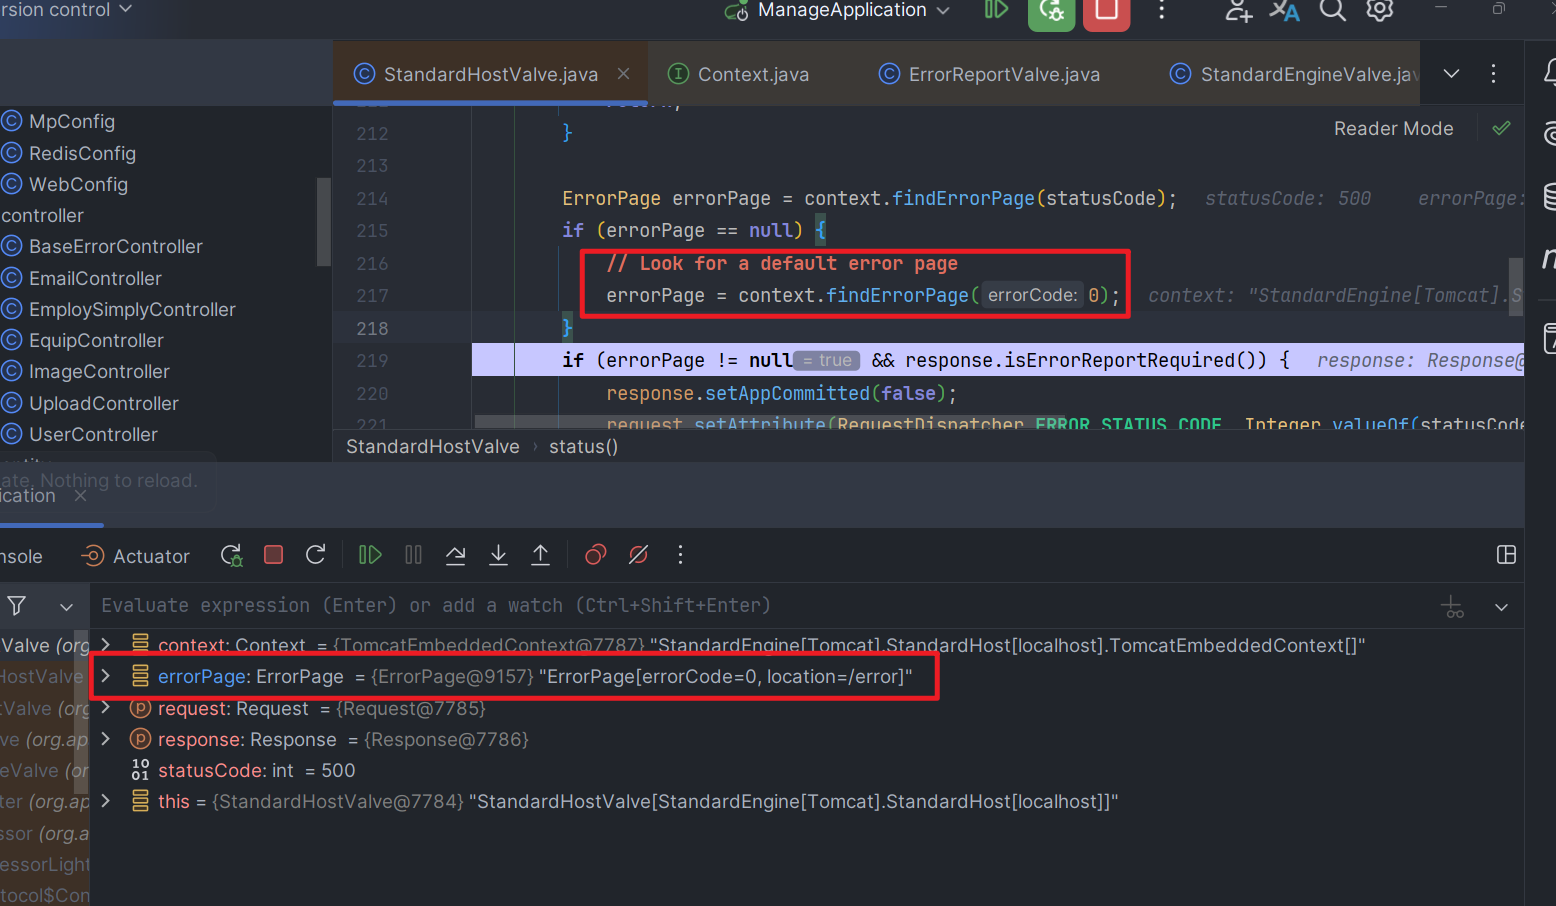 rsion control
ManageApplication
StandardHostValve.java
Context.java
ErrorReportValve.java
StandardEngineValve.jav
Reader Mode
MpConfig
RedisConfig
WebConfig
controller
BaseErrorController
EmailController
EmploySimplyController
EquipController
ImageController
UploadController
UserController
212 }
213
214 ErrorPage errorPage = context.findErrorPage(statusCode); statusCode: 500 errorPage:
215 if (errorPage == null) {
216 // Look for a default error page
217 errorPage = context.findErrorPage( errorCode: 0); context: "StandardEngine[Tomcat].S
218 }
219 if (errorPage != null = true && response.isErrorReportRequired()) { response: Response@
220 response.setAppCommitted(false);
221 request.setAttribute(RequestDispatcher.ERROR_STATUS_CODE, Integer.valueOf(statusCode
StandardHostValve › status()
ate. Nothing to reload.
ication
nsole
Actuator
Evaluate expression (Enter) or add a watch (Ctrl+Shift+Enter)
Valve (org
HostValve
tValve (org
ve (org.ap
eValve (or
ter (org.ap
ssor (org.a
essorLight
tocol$Con
context: Context = {TomcatEmbeddedContext@7787} "StandardEngine[Tomcat].StandardHost[localhost].TomcatEmbeddedContext[]"
errorPage: ErrorPage = {ErrorPage@9157} "ErrorPage[errorCode=0, location=/error]"
request: Request = {Request@7785}
response: Response = {Response@7786}
statusCode: int = 500
this = {StandardHostValve@7784} "StandardHostValve[StandardEngine[Tomcat].StandardHost[localhost]]"